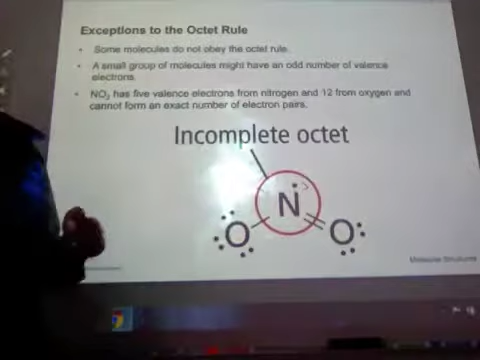 Exceptions to the Octet Rule
• Some molecules do not obey the octet rule.
• A small group of molecules might have an odd number of valence
electrons.
• NO₂ has five valence electrons from nitrogen and 12 from oxygen and
cannot form an exact number of electron pairs.
Incomplete octet
N
O
O
Molecular Structures